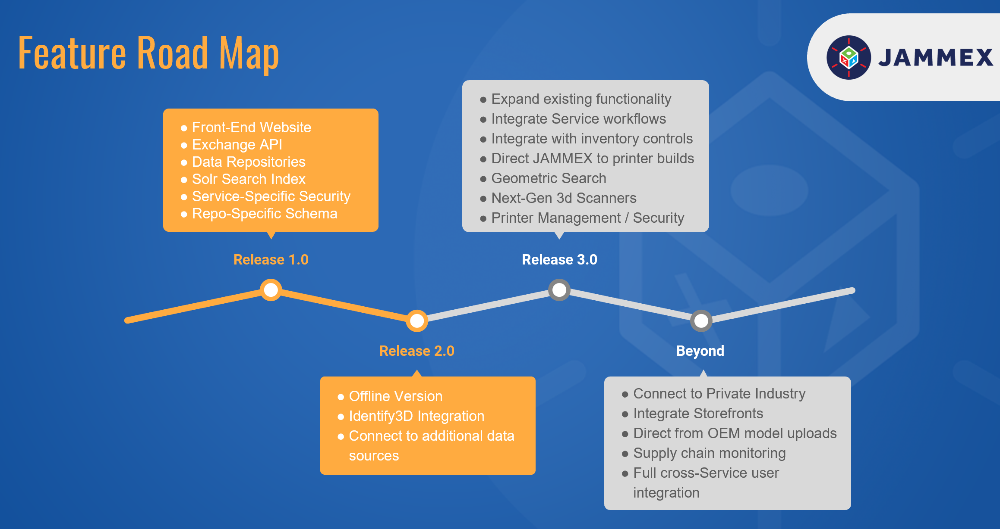 Feature Road Map
JAMMEX
● Front-End Website
● Exchange API
● Data Repositories
● Solr Search Index
● Service-Specific Security
● Repo-Specific Schema
Release 1.0
● Expand existing functionality
● Integrate Service workflows
● Integrate with inventory controls
● Direct JAMMEX to printer builds
● Geometric Search
● Next-Gen 3d Scanners
● Printer Management / Security
Release 3.0
Release 2.0
● Offline Version
● Identify3D Integration
● Connect to additional data
sources
Beyond
● Connect to Private Industry
● Integrate Storefronts
● Direct from OEM model uploads
● Supply chain monitoring
● Full cross-Service user
integration